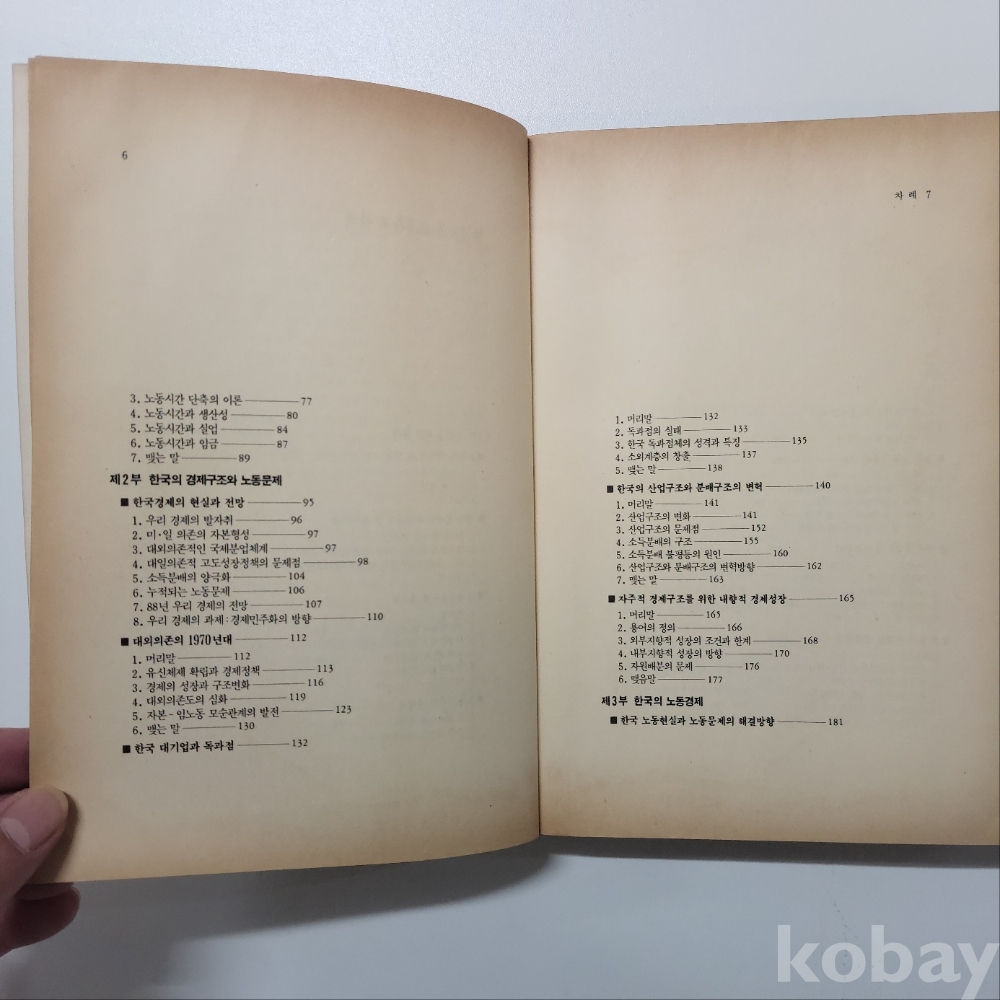 6
3. 노동시간 단축의 이론 77
4. 노동시간과 생산성 80
5. 노동시간과 실업 84
6. 노동시간과 임금 87
7. 맺는 말 89
제2부 한국의 경제구조와 노동문제
■ 한국경제의 현실과 전망 95
1. 우리 경제의 발자취 96
2. 미·일 의존의 자본형성 97
3. 대외의존적인 국제분업체계 97
4. 대일의존적 고도성장정책의 문제점 98
5. 소득분배의 양극화 104
6. 누적되는 노동문제 106
7. 88년 우리 경제의 전망 107
8. 우리 경제의 과제:경제민주화의 방향 110
■ 대외의존의 1970년대 112
1. 머리말 112
2. 유신체제 확립과 경제정책 113
3. 경제의 성장과 구조변화 116
4. 대외의존도의 심화 119
5. 자본-임노동 모순관계의 발전 123
6. 맺는 말 130
■ 한국 대기업과 독과점 132
차례 7
1. 머리말 132
2. 독과점의 실태 133
3. 한국 독과점체의 성격과 특징 135
4. 소외계층의 창출 137
5. 맺는 말 138
■ 한국의 산업구조와 분배구조의 변혁 140
1. 머리말 141
2. 산업구조의 변화 141
3. 산업구조의 문제점 152
4. 소득분배의 구조 155
5. 소득분배 불평등의 원인 160
6. 산업구조와 분배구조의 변혁방향 162
7. 맺는 말 163
■ 자주적 경제구조를 위한 내향적 경제성장 165
1. 머리말 165
2. 용어의 정의 166
3. 외부지향적 성장의 조건과 한계 168
4. 내부지향적 성장의 방향 170
5. 자원배분의 문제 176
6. 맺음말 177
제3부 한국의 노동경제
■ 한국 노동현실과 노동문제의 해결방향 181
kobay